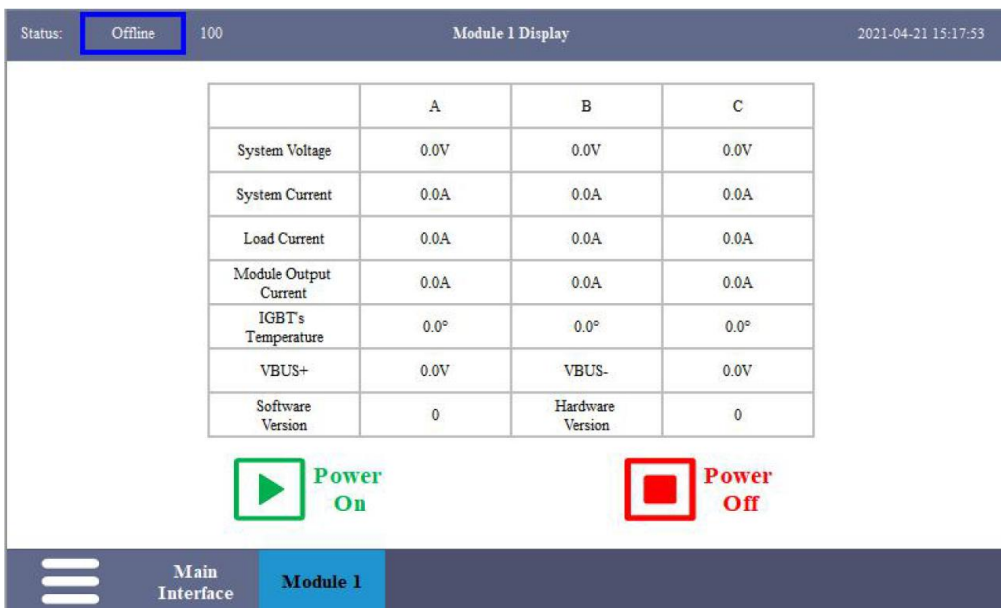 Status: Offline 100 Module 1 Display 2021-04-21 15:17:53
A B C
System Voltage 0.0V 0.0V 0.0V
System Current 0.0A 0.0A 0.0A
Load Current 0.0A 0.0A 0.0A
Module Output
Current 0.0A 0.0A 0.0A
IGBT's
Temperature 0.0° 0.0° 0.0°
VBUS+ 0.0V VBUS- 0.0V
Software
Version 0 Hardware
Version 0
Power
On
Power
Off
Main
Interface
Module 1